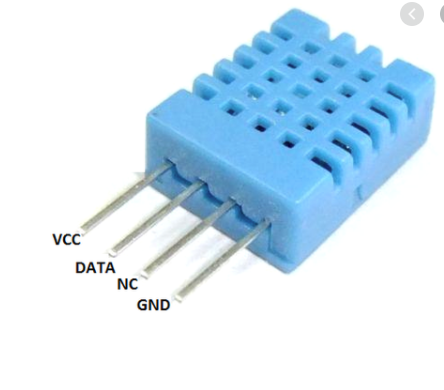 VCC
DATA
NC
GND